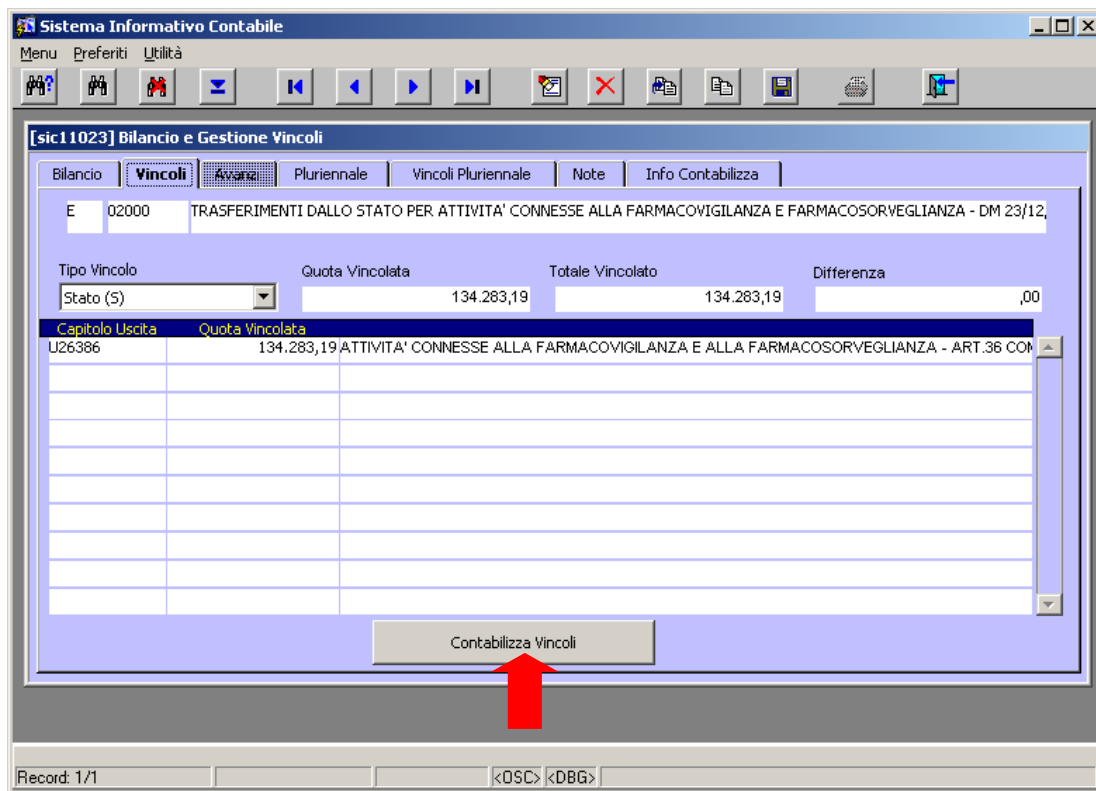 Sistema Informativo Contabile
Menu Preferiti Utilità
[sic11023] Bilancio e Gestione Vincoli
Bilancio Vincoli Avanzi Pluriennale Vincoli Pluriennale Note Info Contabilizza
E 02000 TRASFERIMENTI DALLO STATO PER ATTIVITA' CONNESSE ALLA FARMACOVIGILANZA E FARMACOSORVEGLIANZA - DM 23/12,
Tipo Vincolo Quota Vincolata Totale Vincolato Differenza
Stato (S) 134.283,19 134.283,19 ,00
Capitolo Uscita Quota Vincolata
U26386 134.283,19 ATTIVITA' CONNESSE ALLA FARMACOVIGILANZA E ALLA FARMACOSORVEGLIANZA - ART.36 COM
Contabilizza Vincoli
Record: 1/1 <OSC> <DBG>